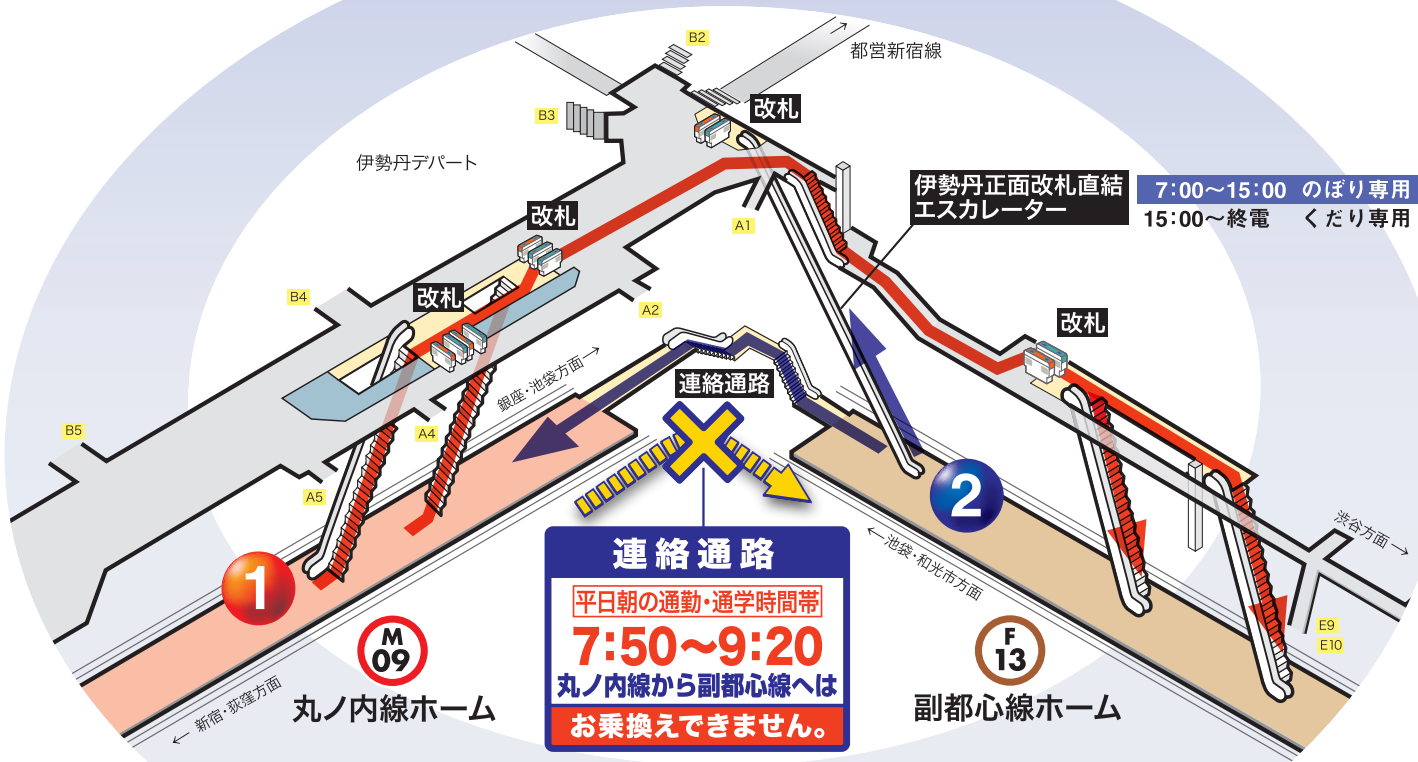 B2
都営新宿線
B3
改札
伊勢丹デパート
伊勢丹正面改札直結
エスカレーター
7:00～15:00 のぼり専用
15:00～終電 くだり専用
改札
A1
B4
改札
A2
改札
銀座・池袋方面→
連絡通路
B5
A4
A5
2
渋谷方面→
←池袋・和光市方面
連絡通路
平日朝の通勤・通学時間帯
7:50～9:20
丸ノ内線から副都心線へは
お乗換えできません。
1
M
09
丸ノ内線ホーム
←新宿・荻窪方面
F
13
副都心線ホーム
E9
E10